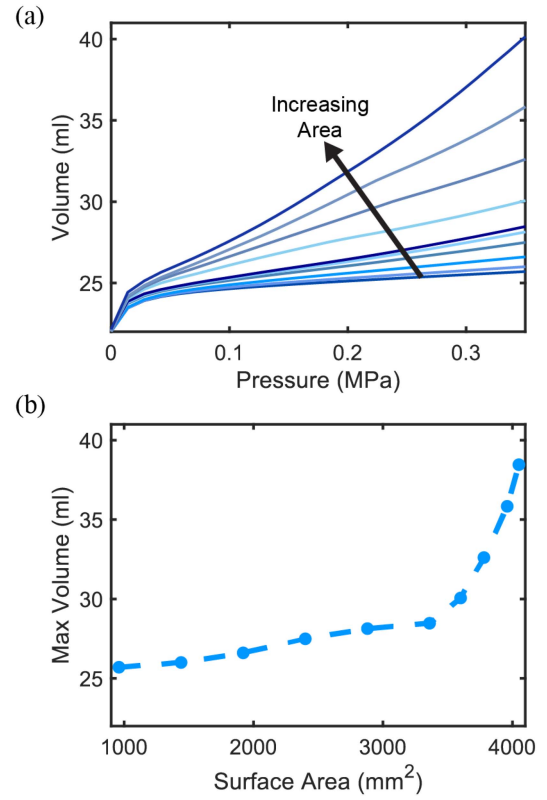 (a)
40
35
30
25
Volume (ml)
Increasing
Area
0
0.1
0.2
0.3
Pressure (MPa)
(b)
40
35
30
25
Max Volume (ml)
1000
2000
3000
4000
Surface Area (mm²)